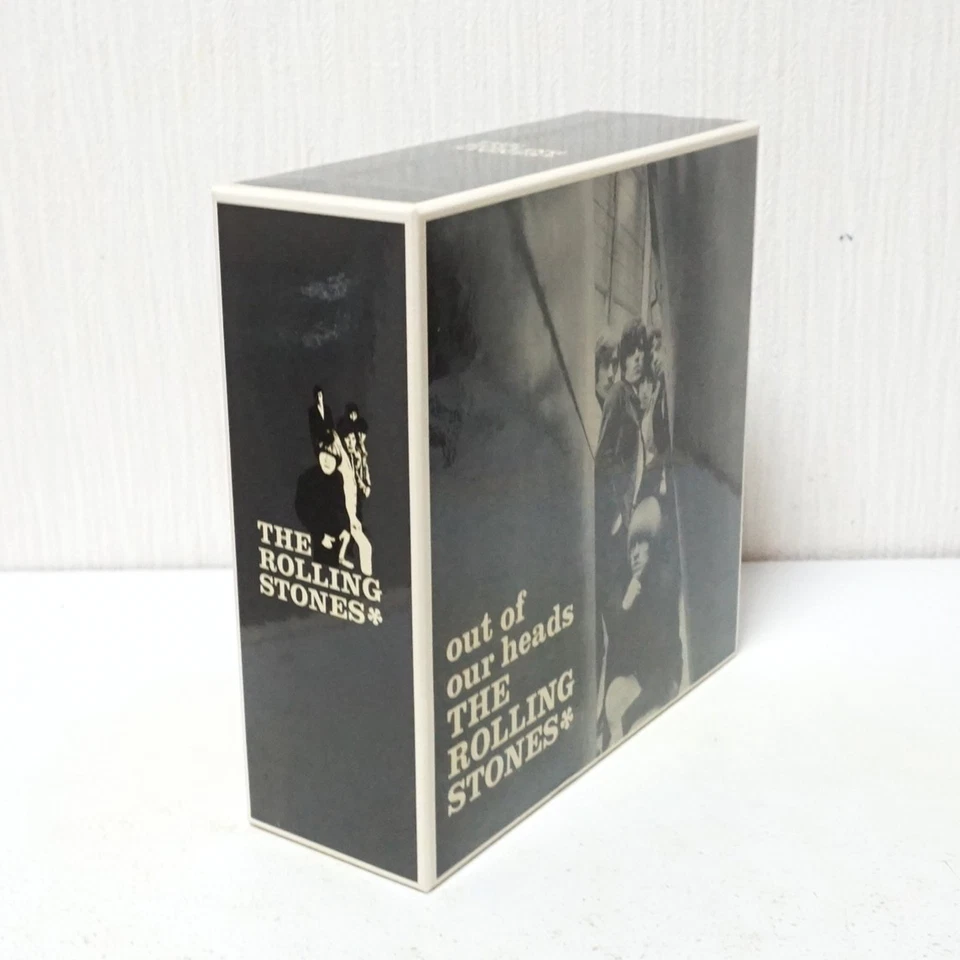 THE
ROLLING
STONES
out of
our heads
THE
ROLLING
STONES